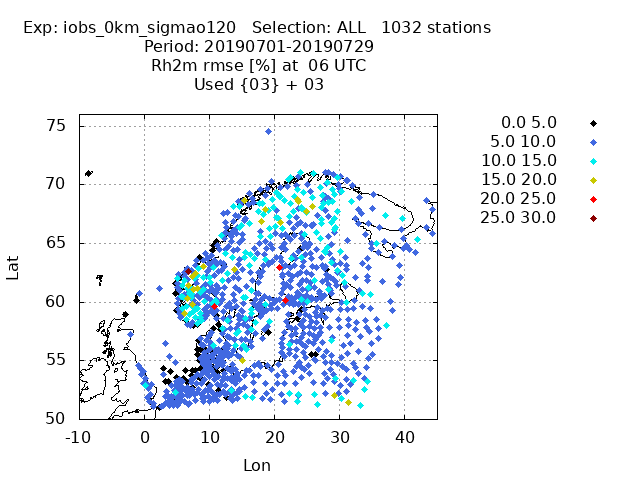 Exp: iobs_0km_sigmao120   Selection: ALL   1032 stations
Period: 20190701-20190729
Rh2m rmse [%] at  06 UTC
Used {03} + 03
0.0 5.0
5.0 10.0
10.0 15.0
15.0 20.0
20.0 25.0
25.0 30.0
75
70
65
60
55
50
Lat
-10 0 10 20 30 40
Lon